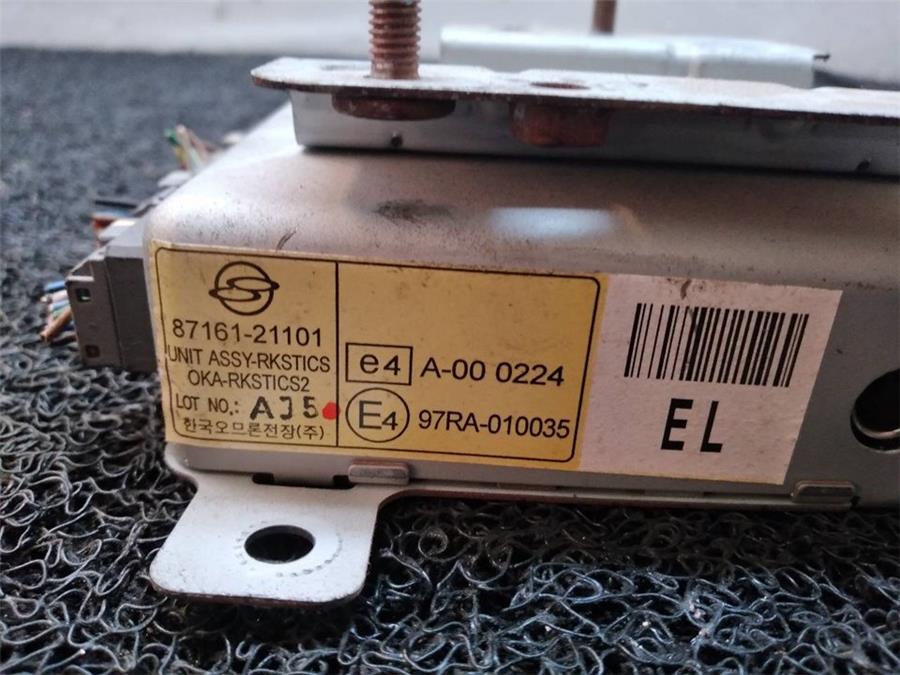 87161-21101
UNIT ASSY-RKSTICS
OKA-RKSTICS2
LOT NO.: AJ5
한국오므론전장(주)
e4 A-00 0224
E4 97RA-010035
EL